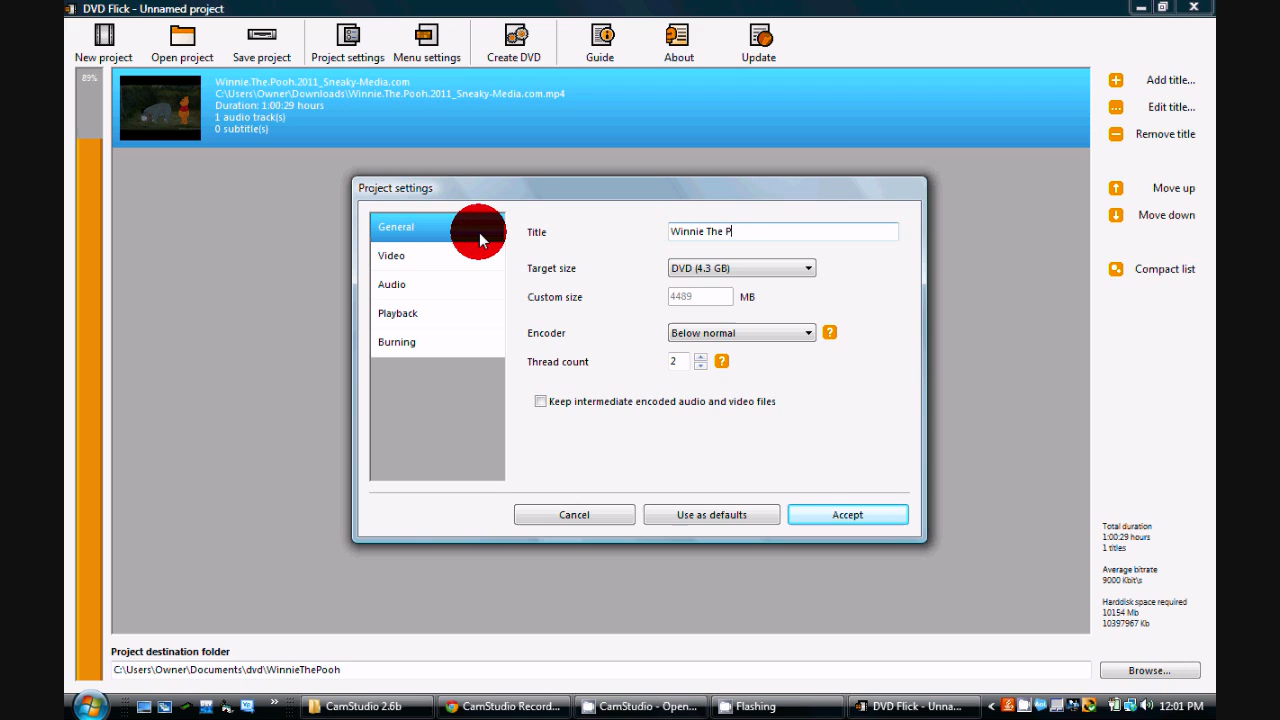 DVD Flick - Unnamed project
New project
Open project
Save project
Project settings
Menu settings
Create DVD
Guide
About
Update
89%
Winnie.The.Pooh.2011_Sneaky-Media.com
C:\Users\Owner\Downloads\Winnie.The.Pooh.2011_Sneaky-Media.com.mp4
Duration: 1:00:29 hours
1 audio track(s)
0 subtitle(s)
Add title...
Edit title...
Remove title
Move up
Move down
Compact list
Project settings
General
Video
Audio
Playback
Burning
Title
Winnie The P
Target size
DVD (4.3 GB)
Custom size
4489
MB
Encoder
Below normal
?
Thread count
2
?
Keep intermediate encoded audio and video files
Cancel
Use as defaults
Accept
Total duration
1:00:29 hours
1 titles
Average bitrate
9000 Kbit\s
Harddisk space required
10154 Mb
10397967 Kb
Project destination folder
C:\Users\Owner\Documents\dvd\WinnieThePooh
Browse...
CamStudio 2.6b
CamStudio Record...
CamStudio - Open...
Flashing
DVD Flick - Unna...
12:01 PM